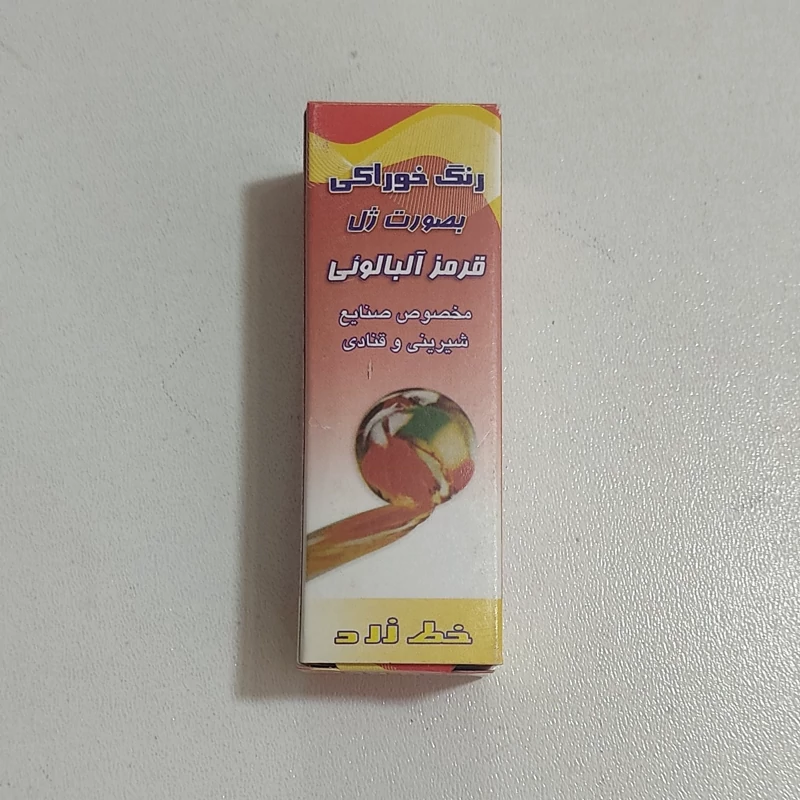 رنگ خوراکی
بصورت ژل
قرمز آلبالوئی
مخصوص صنایع
شیرینی و قنادی
خط زرد